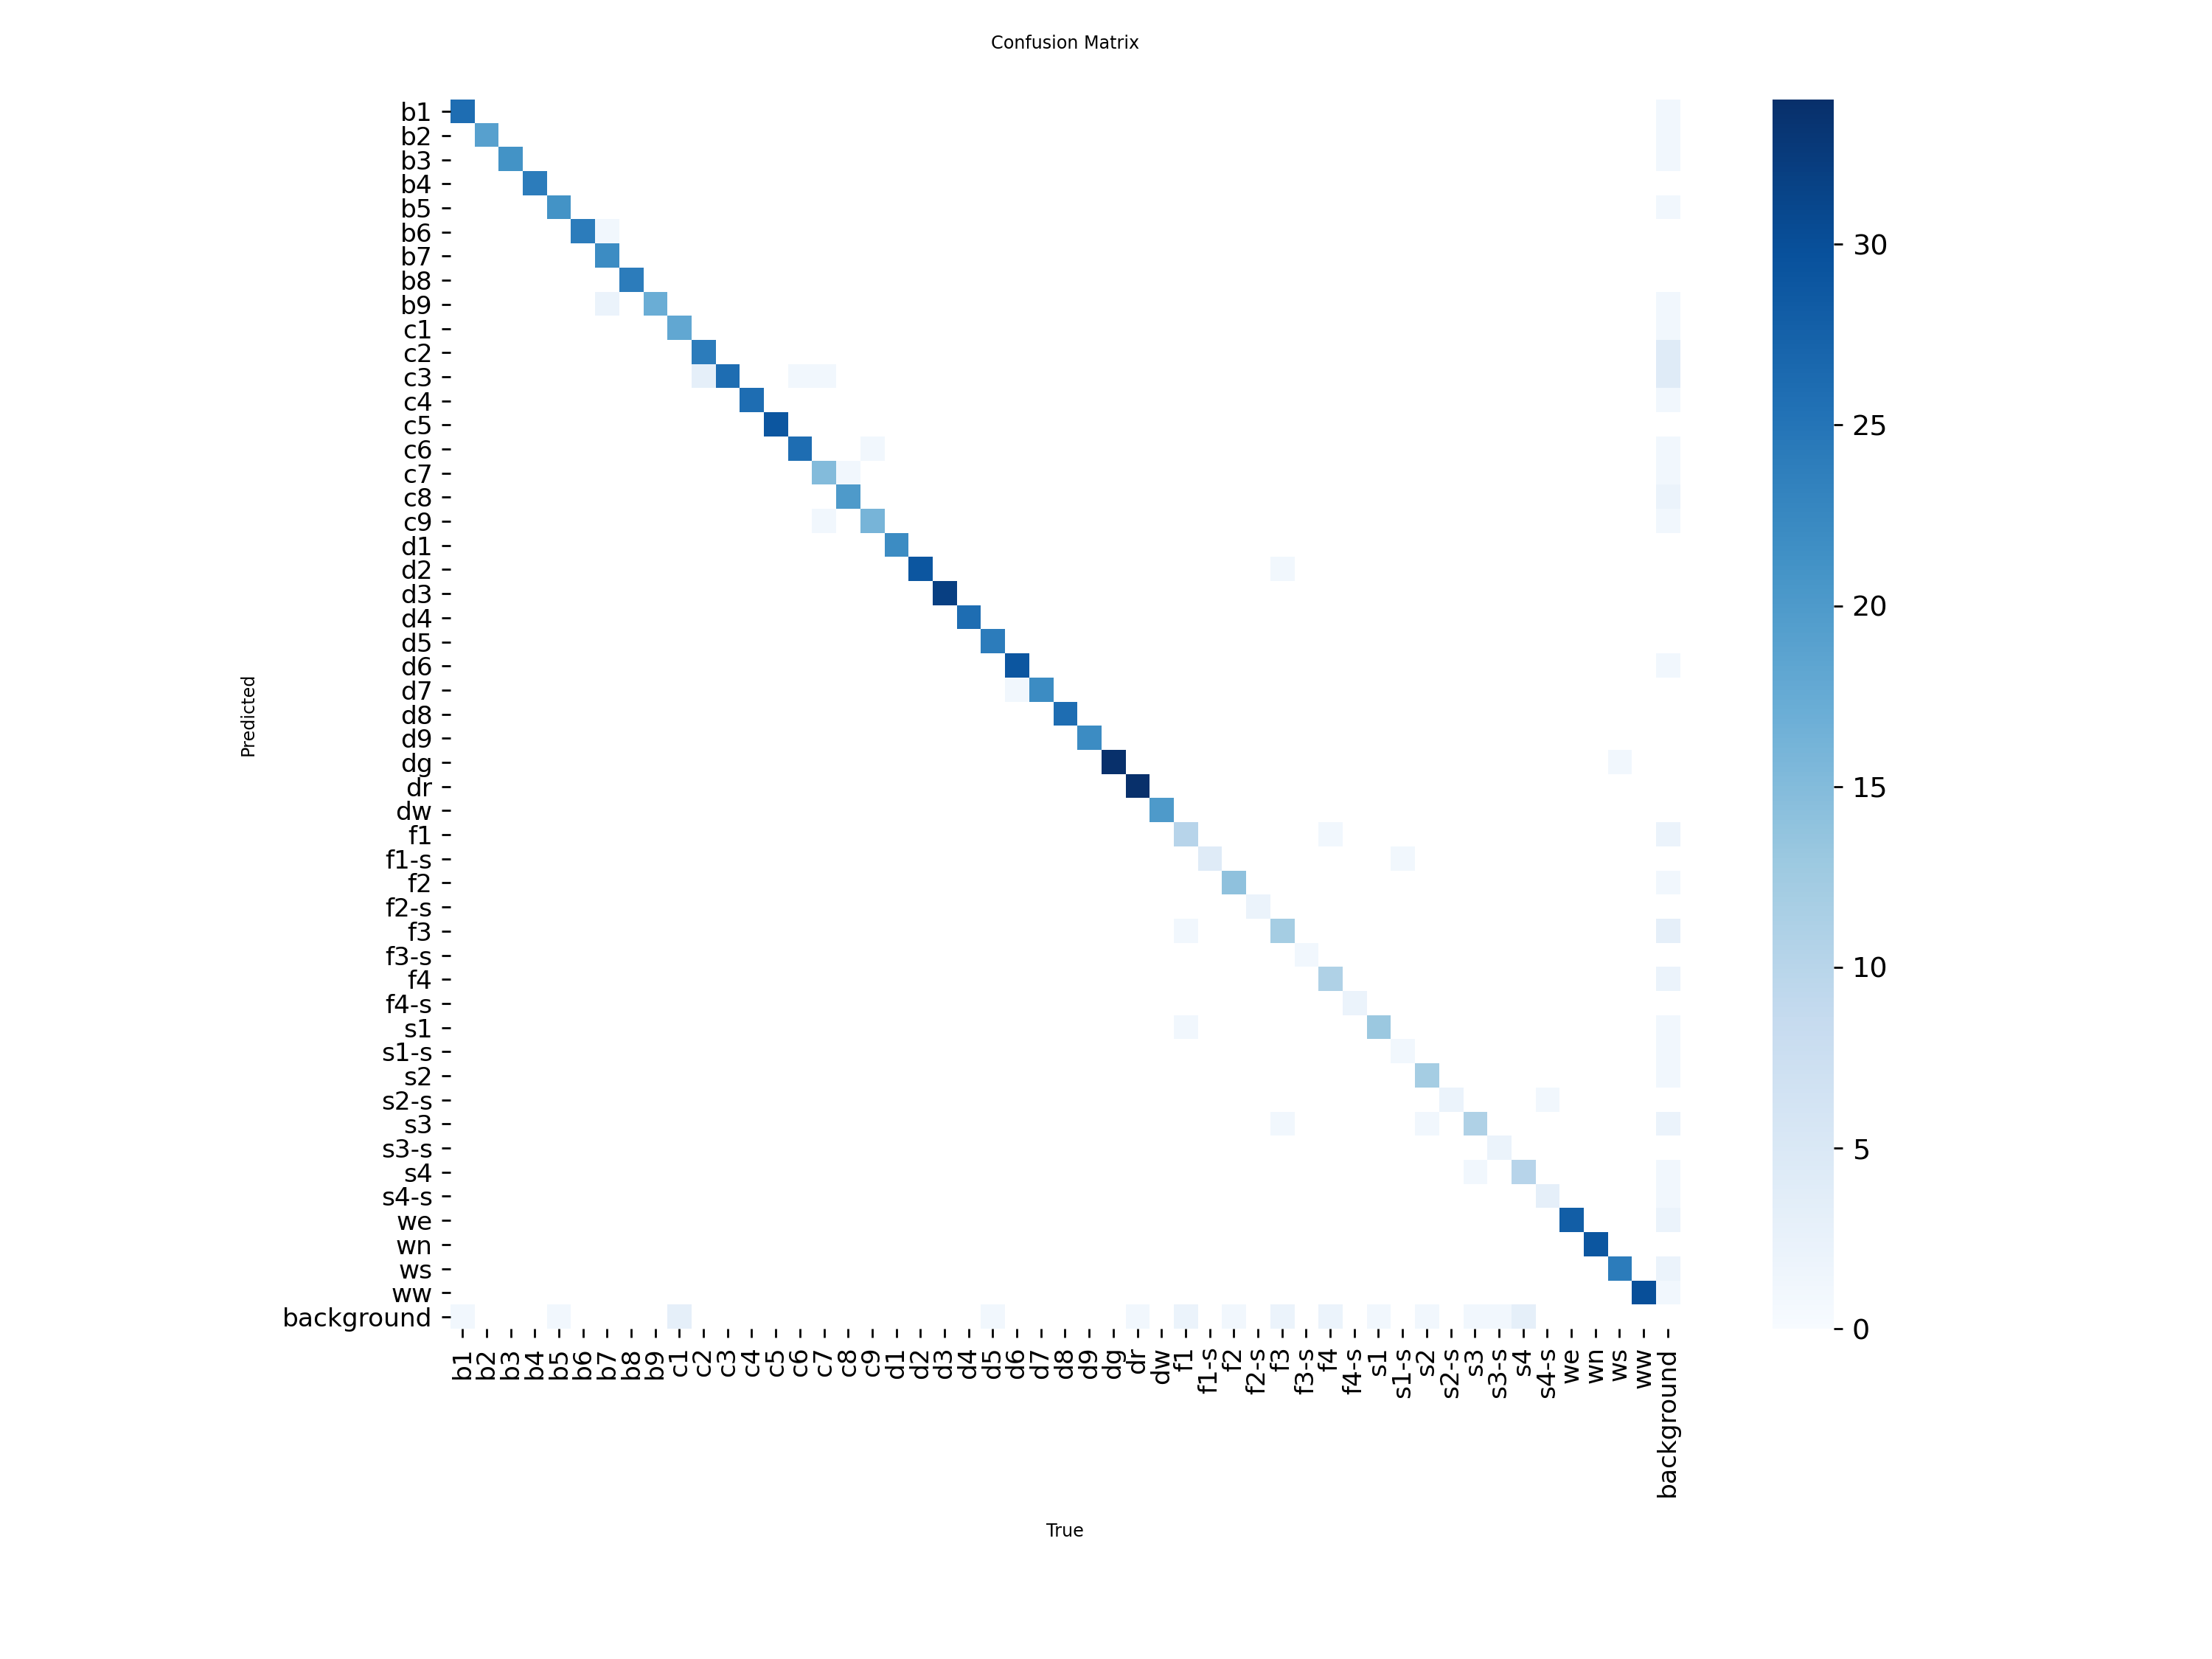 Confusion Matrix
b1
b2
b3
b4
b5
b6
b7
b8
b9
c1
c2
c3
c4
c5
c6
c7
c8
c9
d1
d2
d3
d4
d5
d6
d7
d8
d9
dg
dr
dw
f1
f1-s
f2
f2-s
f3
f3-s
f4
f4-s
s1
s1-s
s2
s2-s
s3
s3-s
s4
s4-s
we
wn
ws
ww
background
Predicted
b1 b2 b3 b4 b5 b6 b7 b8 b9 c1 c2 c3 c4 c5 c6 c7 c8 c9 d1 d2 d3 d4 d5 d6 d7 d8 d9 dg dr dw f1 f1-s f2 f2-s f3 f3-s f4 f4-s s1 s1-s s2 s2-s s3 s3-s s4 s4-s we wn ws ww background
True
30
25
20
15
10
5
0